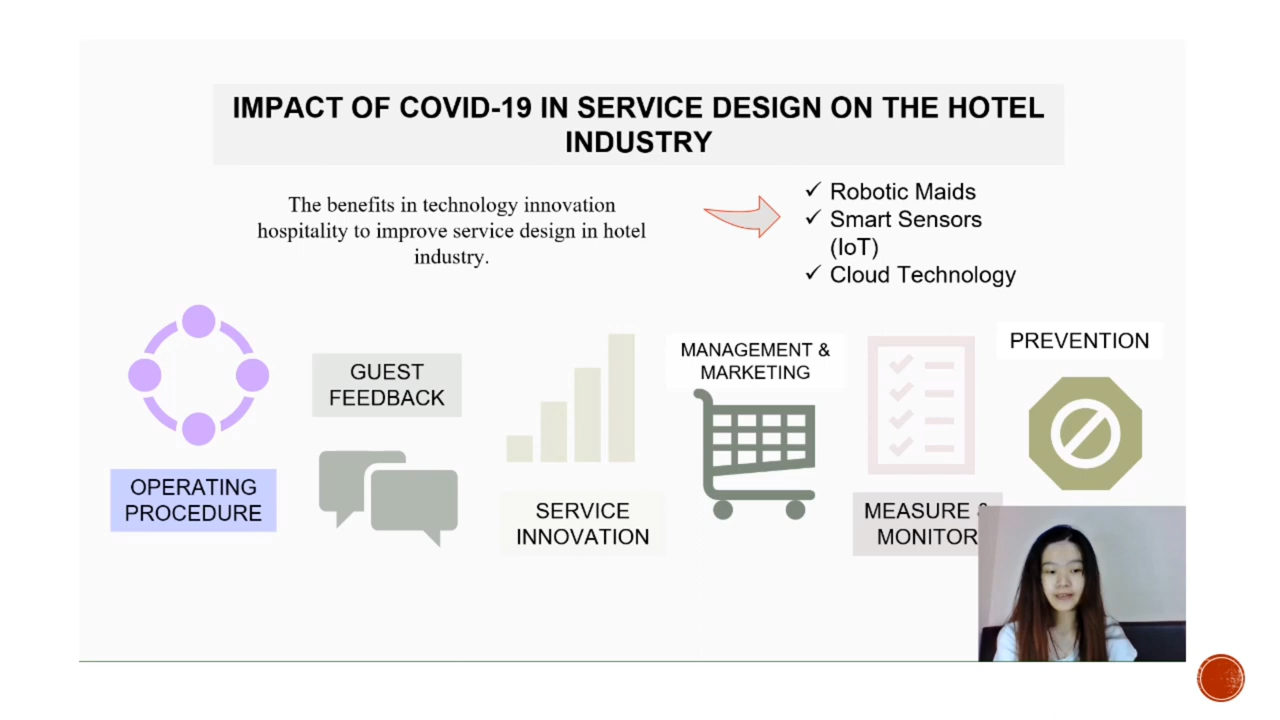 IMPACT OF COVID-19 IN SERVICE DESIGN ON THE HOTEL
INDUSTRY
The benefits in technology innovation
hospitality to improve service design in hotel
industry.
✓ Robotic Maids
✓ Smart Sensors
(IoT)
✓ Cloud Technology
OPERATING
PROCEDURE
GUEST
FEEDBACK
SERVICE
INNOVATION
MANAGEMENT &
MARKETING
MEASURE &
MONITOR
PREVENTION